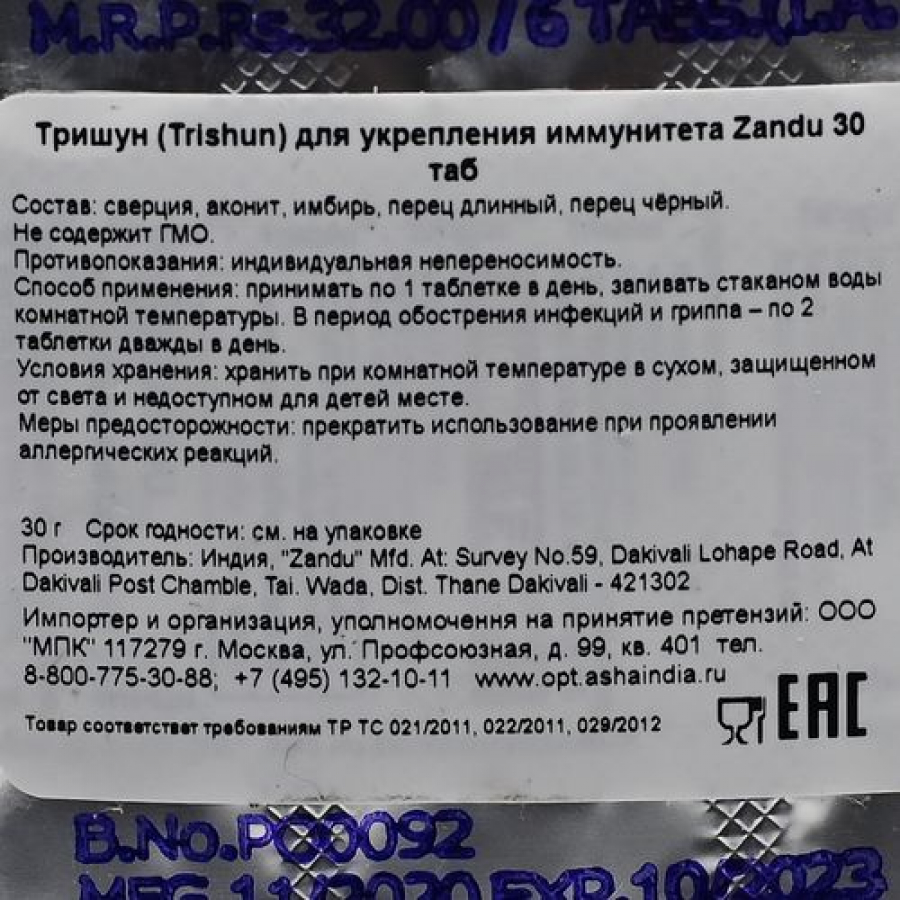 M.R.P.Rs.32.00/6 TABS.(I.A.
Тришун (Trishun) для укрепления иммунитета Zandu 30
таб
Состав: сверция, аконит, имбирь, перец длинный, перец чёрный.
Не содержит ГМО.
Противопоказания: индивидуальная непереносимость.
Способ применения: принимать по 1 таблетке в день, запивать стаканом воды
комнатной температуры. В период обострения инфекций и гриппа – по 2
таблетки дважды в день.
Условия хранения: хранить при комнатной температуре в сухом, защищенном
от света и недоступном для детей месте.
Меры предосторожности: прекратить использование при проявлении
аллергических реакций.
30 г Срок годности: см. на упаковке
Производитель: Индия, "Zandu" Mfd. At: Survey No.59, Dakivali Lohape Road, At
Dakivali Post Chamble, Tai. Wada, Dist. Thane Dakivali - 421302
Импортер и организация, уполномочення на принятие претензий: ООО
"МПК" 117279 г. Москва, ул. Профсоюзная, д. 99, кв. 401 тел.
8-800-775-30-88; +7 (495) 132-10-11 www.opt.ashaindia.ru
Товар соответствует требованиям ТР ТС 021/2011, 022/2011, 029/2012
EAC
B.No.PO0092
MFG.11/2020 EXP.10/2023